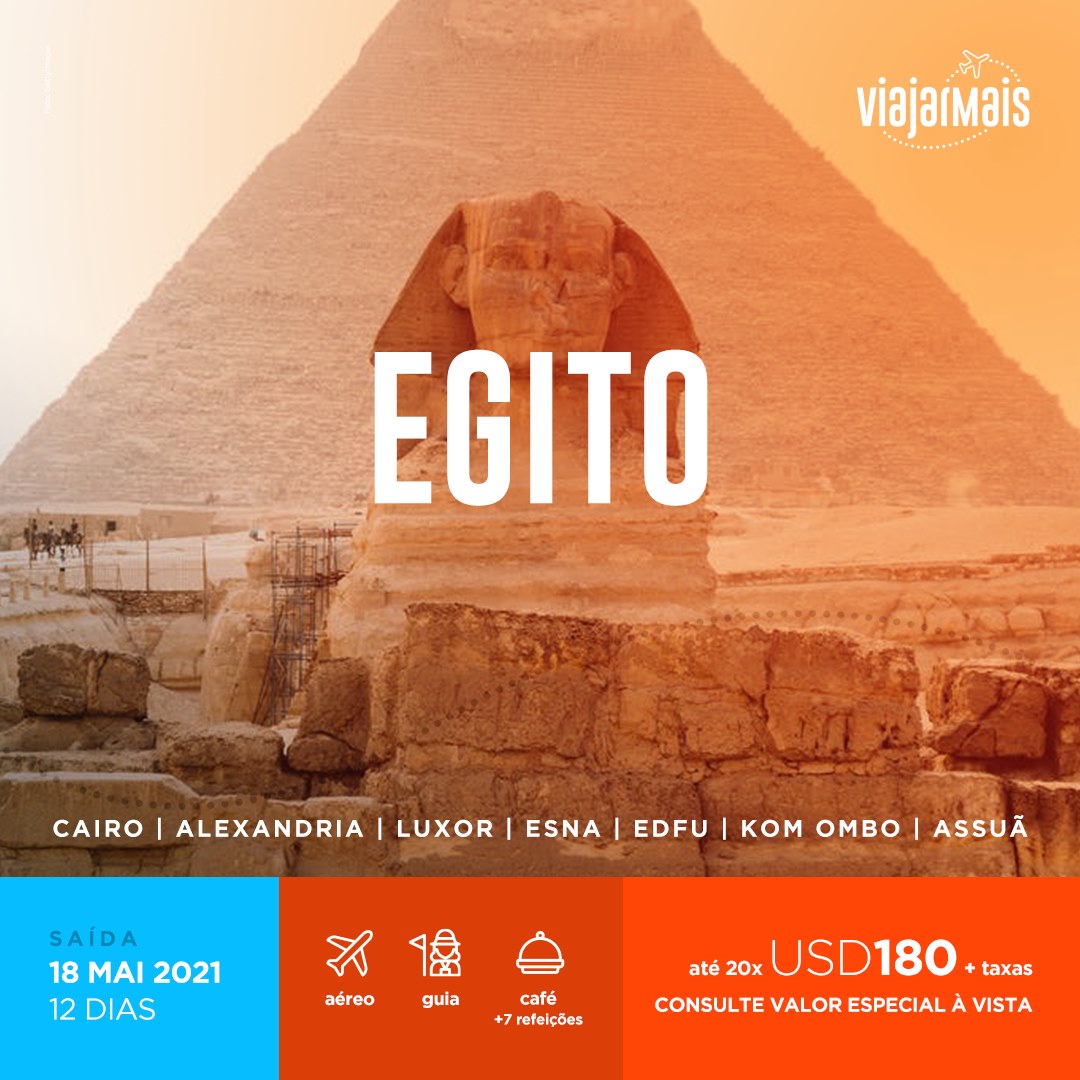 viajarmais
EGITO
CAIRO | ALEXANDRIA | LUXOR | ESNA | EDFU | KOM OMBO | ASSUÃ
SAÍDA
18 MAI 2021
12 DIAS
aéreo
guia
café
+7 refeições
até 20x USD180 + taxas
CONSULTE VALOR ESPECIAL À VISTA